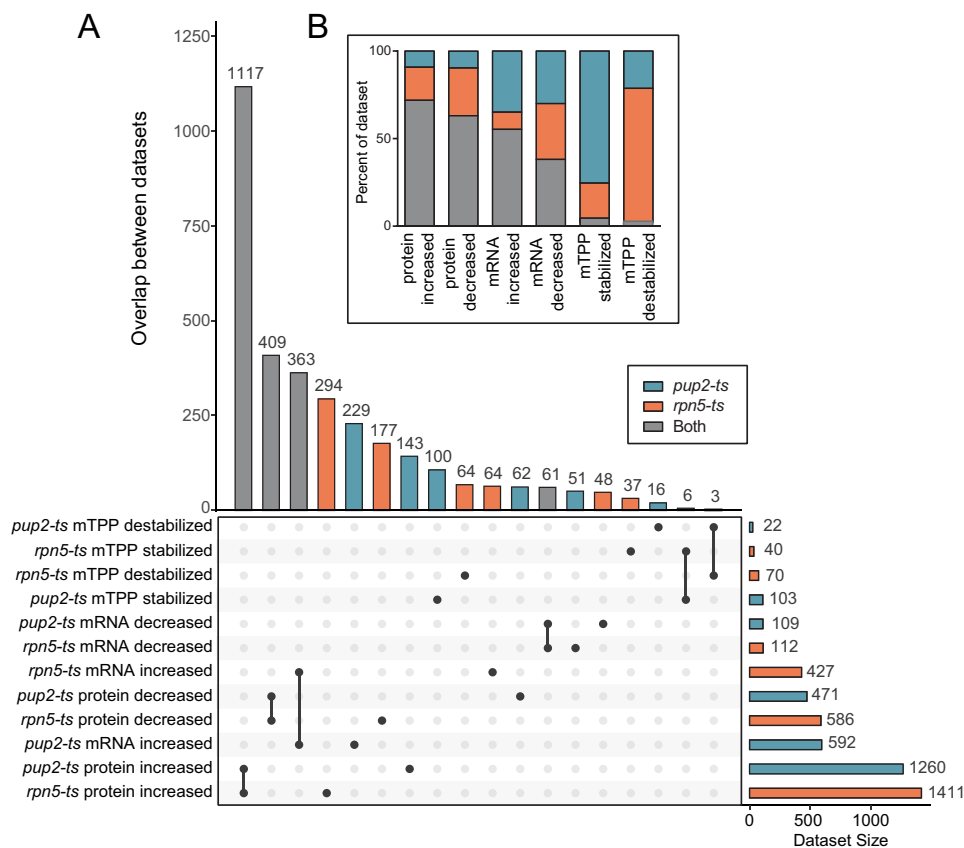 A
B
Overlap between datasets
1250
1000
750
500
250
0
1117
409
363
294
229
177
143
100
64
64
62
61
51
48
37
16
6
3
Percent of dataset
100
50
0
protein
increased
protein
decreased
mRNA
increased
mRNA
decreased
mTPP
stabilized
mTPP
destabilized
pup2-ts
rpn5-ts
Both
pup2-ts mTPP destabilized
rpn5-ts mTPP stabilized
rpn5-ts mTPP destabilized
pup2-ts mTPP stabilized
pup2-ts mRNA decreased
rpn5-ts mRNA decreased
rpn5-ts mRNA increased
pup2-ts protein decreased
rpn5-ts protein decreased
pup2-ts mRNA increased
pup2-ts protein increased
rpn5-ts protein increased
22
40
70
103
109
112
427
471
586
592
1260
1411
0 500 1000
Dataset Size